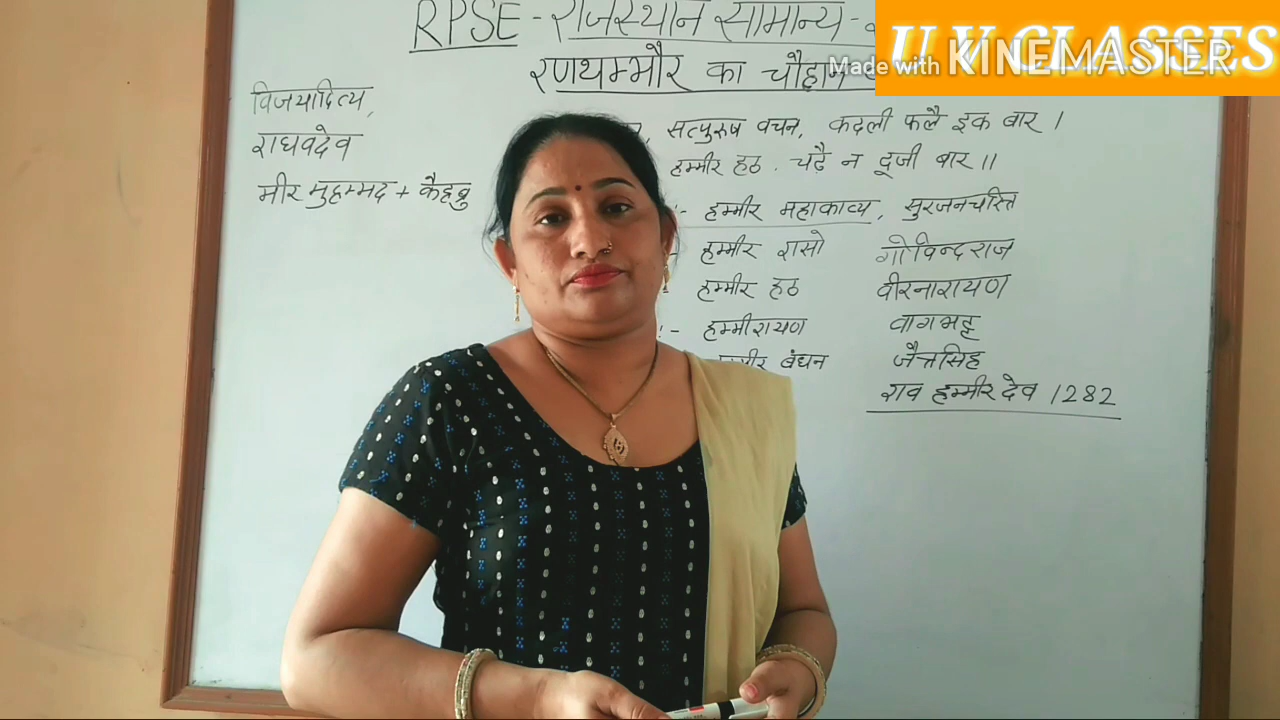 RPSE - राजस्थान सामान्य -
U V CLASSES
Made with KINEMASTER
रणथम्भौर का चौहान
विजयादित्य,
राघवदेव
मीर मुहम्मद + कैहब्रु
सत्पुरुष वचन, कदली फलै इक बार ।
हम्मीर हठ . चढ़ै न दूजी बार ॥
:- हम्मीर महाकाव्य, सुरजनचरित
:- हम्मीर रासो गोविन्दराज
हम्मीर हठ वीरनारायण
:- हम्मीरायण वागभट्ट
बंधन जैत्रसिंह
राव हम्मीर देव 1282